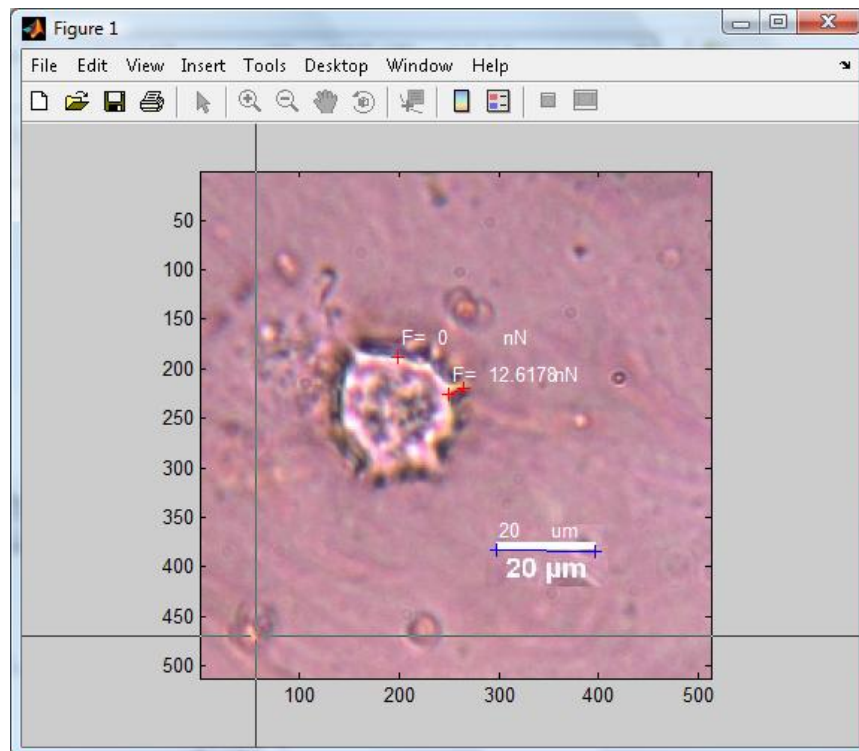 Figure 1
File Edit View Insert Tools Desktop Window Help
50
100
150
200
250
300
350
400
450
500
F= 0 nN
F= 12.6178nN
20 um
20 µm
100 200 300 400 500